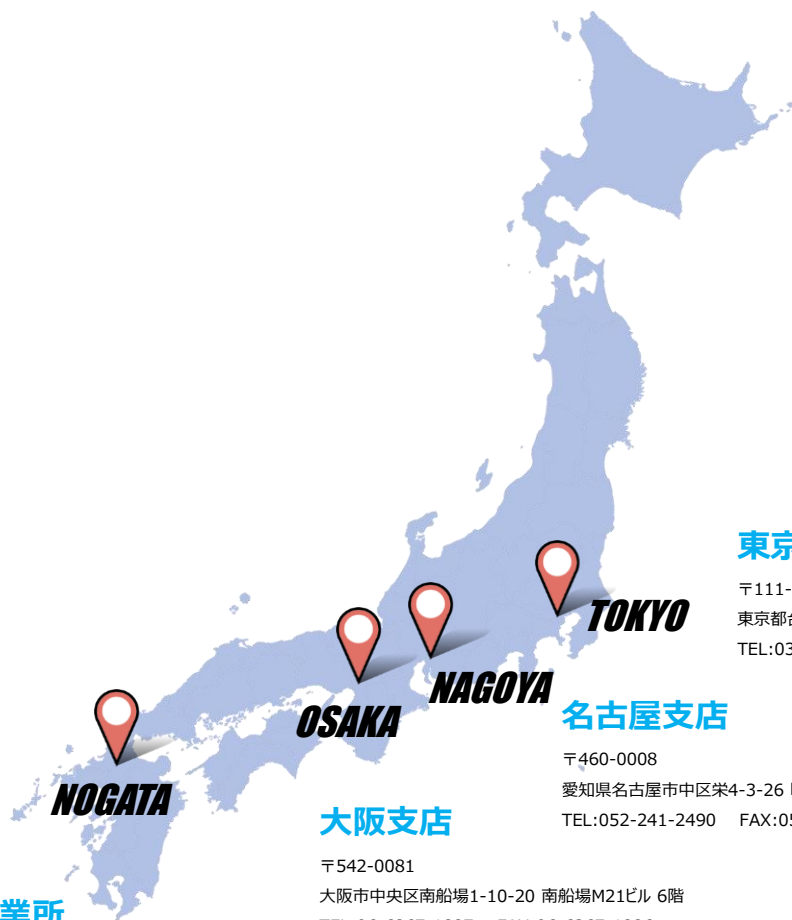 TOKYO
NAGOYA
OSAKA
NOGATA
東京
〒111-
東京都
TEL:03
名古屋支店
〒460-0008
愛知県名古屋市中区栄4-3-26
TEL:052-241-2490 FAX:05
大阪支店
〒542-0081
大阪市中央区南船場1-10-20 南船場M21ビル 6階
業所